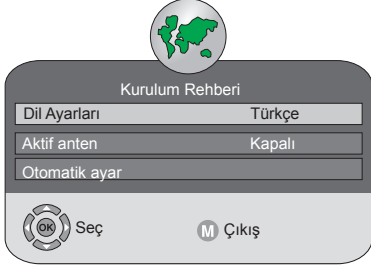 Kurulum Rehberi
Dil Ayarları Türkçe
Aktif anten Kapalı
Otomatik ayar
OK Seç M Çıkış